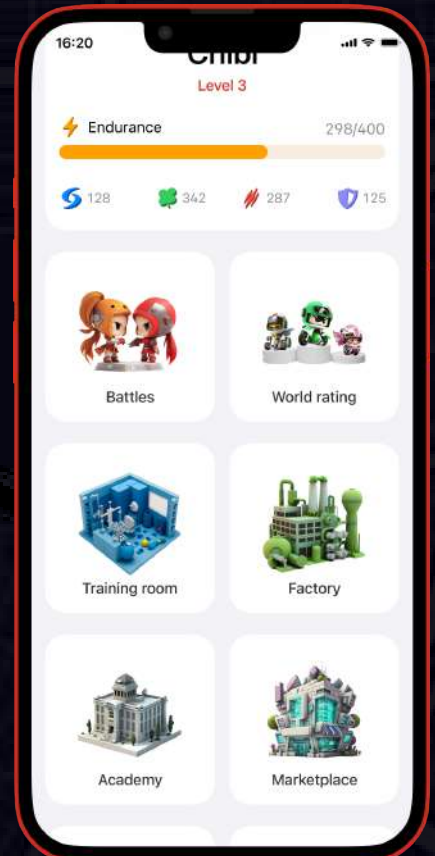 16:20
Chibi
Level 3
Endurance 298/400
128 342 287 125
Battles World rating
Training room Factory
Academy Marketplace